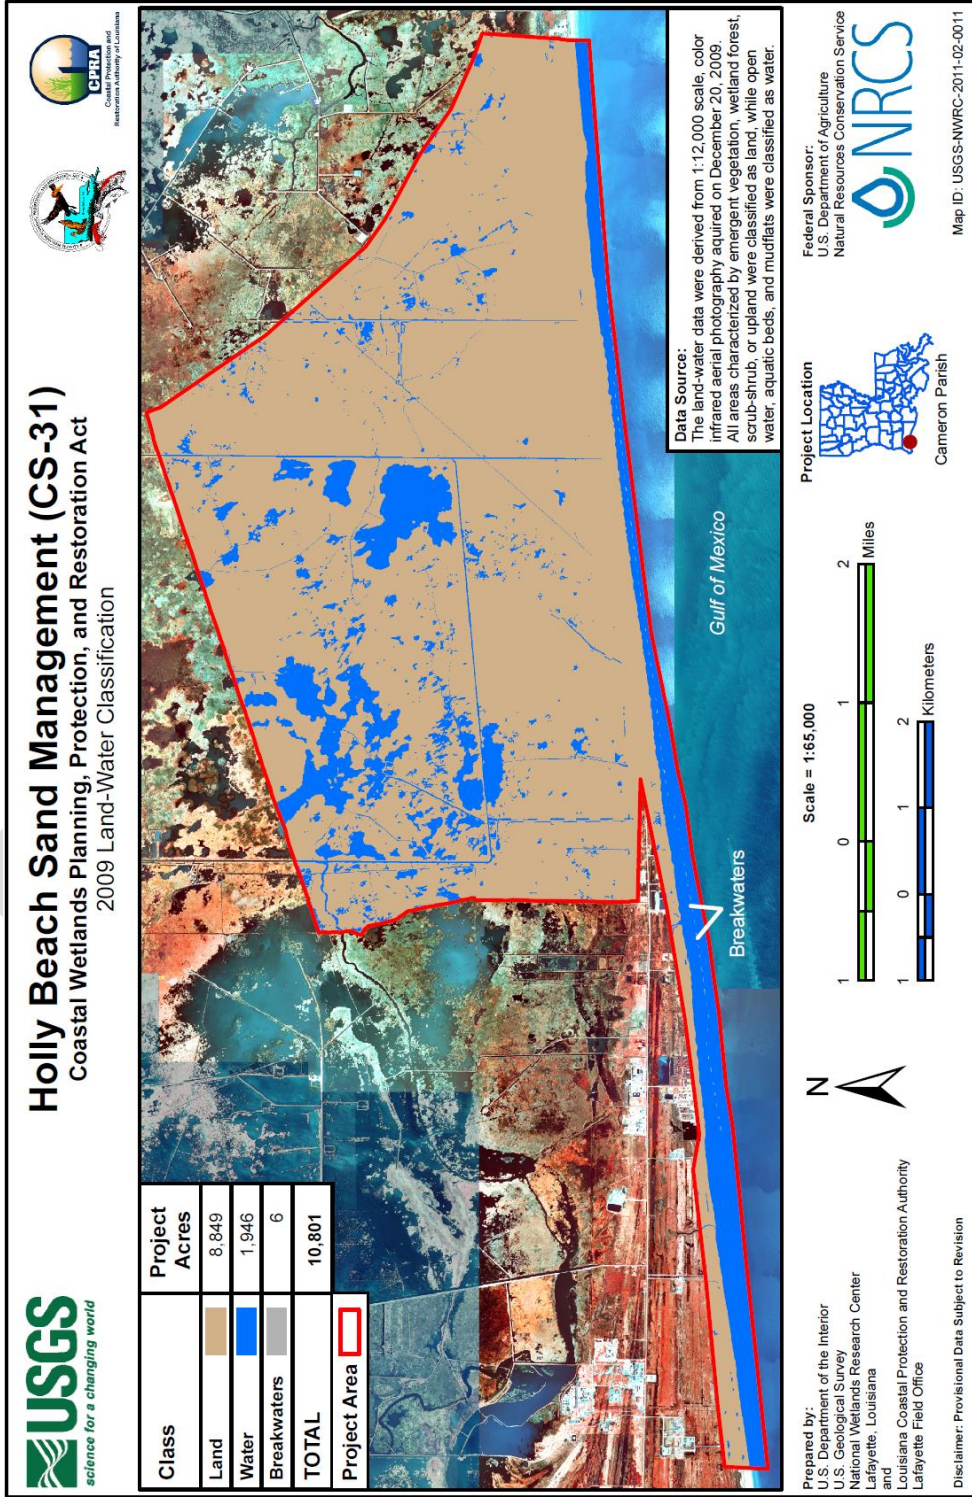 USGS
science for a changing world
Holly Beach Sand Management (CS-31)
Coastal Wetlands Planning, Protection, and Restoration Act
2009 Land-Water Classification
CPRA
Coastal Protection and
Restoration Authority of Louisiana
Class Project
Acres
Land 8,849
Water 1,946
Breakwaters 6
TOTAL 10,801
Project Area
Breakwaters
Gulf of Mexico
Data Source:
The land-water data were derived from 1:12,000 scale, color
infrared aerial photography aquired on December 20, 2009.
All areas characterized by emergent vegetation, wetland forest,
scrub-shrub, or upland were classified as land, while open
water, aquatic beds, and mudflats were classified as water.
Prepared by:
U.S. Department of the Interior
U.S. Geological Survey
National Wetlands Research Center
Lafayette, Louisiana
and
Louisiana Coastal Protection and Restoration Authority
Lafayette Field Office
Disclaimer: Provisional Data Subject to Revision
N
Scale = 1:65,000
1 0 1 2
Miles
1 0 1 2
Kilometers
Project Location
Cameron Parish
Federal Sponsor:
U.S. Department of Agriculture
Natural Resources Conservation Service
NRCS
Map ID: USGS-NWRC-2011-02-0011